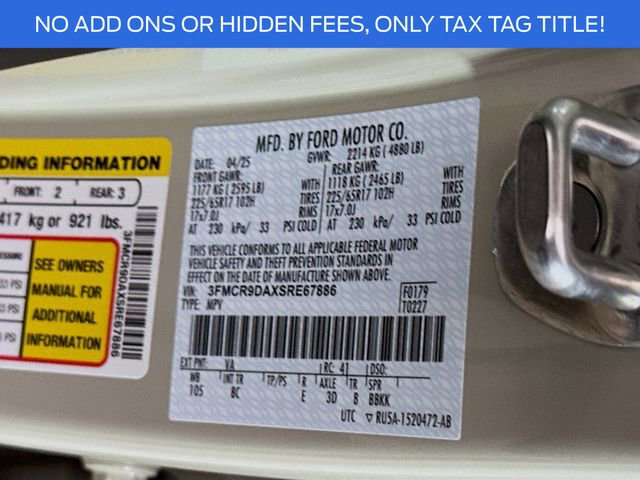 NO ADD ONS OR HIDDEN FEES, ONLY TAX TAG TITLE!
DING INFORMATION
FRONT: 2 REAR: 3
417 kg or 921 lbs.
SEE OWNERS
MANUAL FOR
ADDITIONAL
INFORMATION
3FMCR9DAXSRE67886
MFD. BY FORD MOTOR CO.
DATE: 04/25 GVWR: 2214 KG ( 4880 LB)
FRONT GAWR: REAR GAWR:
1177 KG ( 2595 LB) WITH 1118 KG ( 2465 LB) WITH
225/65R17 102H TIRES 225/65R17 102H TIRES
17x7.0J RIMS 17x7.0J RIMS
AT 230 kPa/ 33 PSI COLD AT 230 kPa/ 33 PSI COLD
THIS VEHICLE CONFORMS TO ALL APPLICABLE FEDERAL MOTOR
VEHICLE SAFETY AND THEFT PREVENTION STANDARDS
IN EFFECT ON THE DATE OF MANUFACTURE SHOWN ABOVE.
VIN: 3FMCR9DAXSRE67886 F0179
TYPE: MPV T0227
EXT PNT: VA RC: 41 DSO:
WB INT TR TP/PS R AXLE TR SPR
105 BC E 3D 8 BBKK
UTC ▽ RU5A-1520472-AB